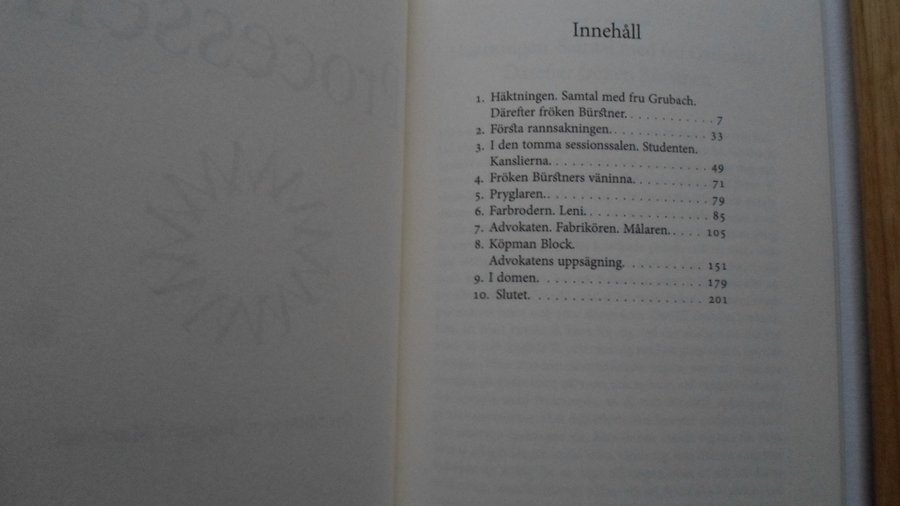 Processen
Innehåll
1. Häktningen. Samtal med fru Grubach.
Därefter fröken Bürstner. . . . . . . . . . . . 7
2. Första rannsakningen. . . . . . . . . . . . . . 33
3. I den tomma sessionssalen. Studenten.
Kanslierna. . . . . . . . . . . . . . . . . . . . . . 49
4. Fröken Bürstners väninna. . . . . . . . . . . 71
5. Pryglaren. . . . . . . . . . . . . . . . . . . . . . . 79
6. Farbrodern. Leni. . . . . . . . . . . . . . . . . 85
7. Advokaten. Fabrikören. Målaren. . . . . 105
8. Köpman Block.
Advokatens uppsägning. . . . . . . . . . . 151
9. I domen. . . . . . . . . . . . . . . . . . . . . . 179
10. Slutet. . . . . . . . . . . . . . . . . . . . . . . 201